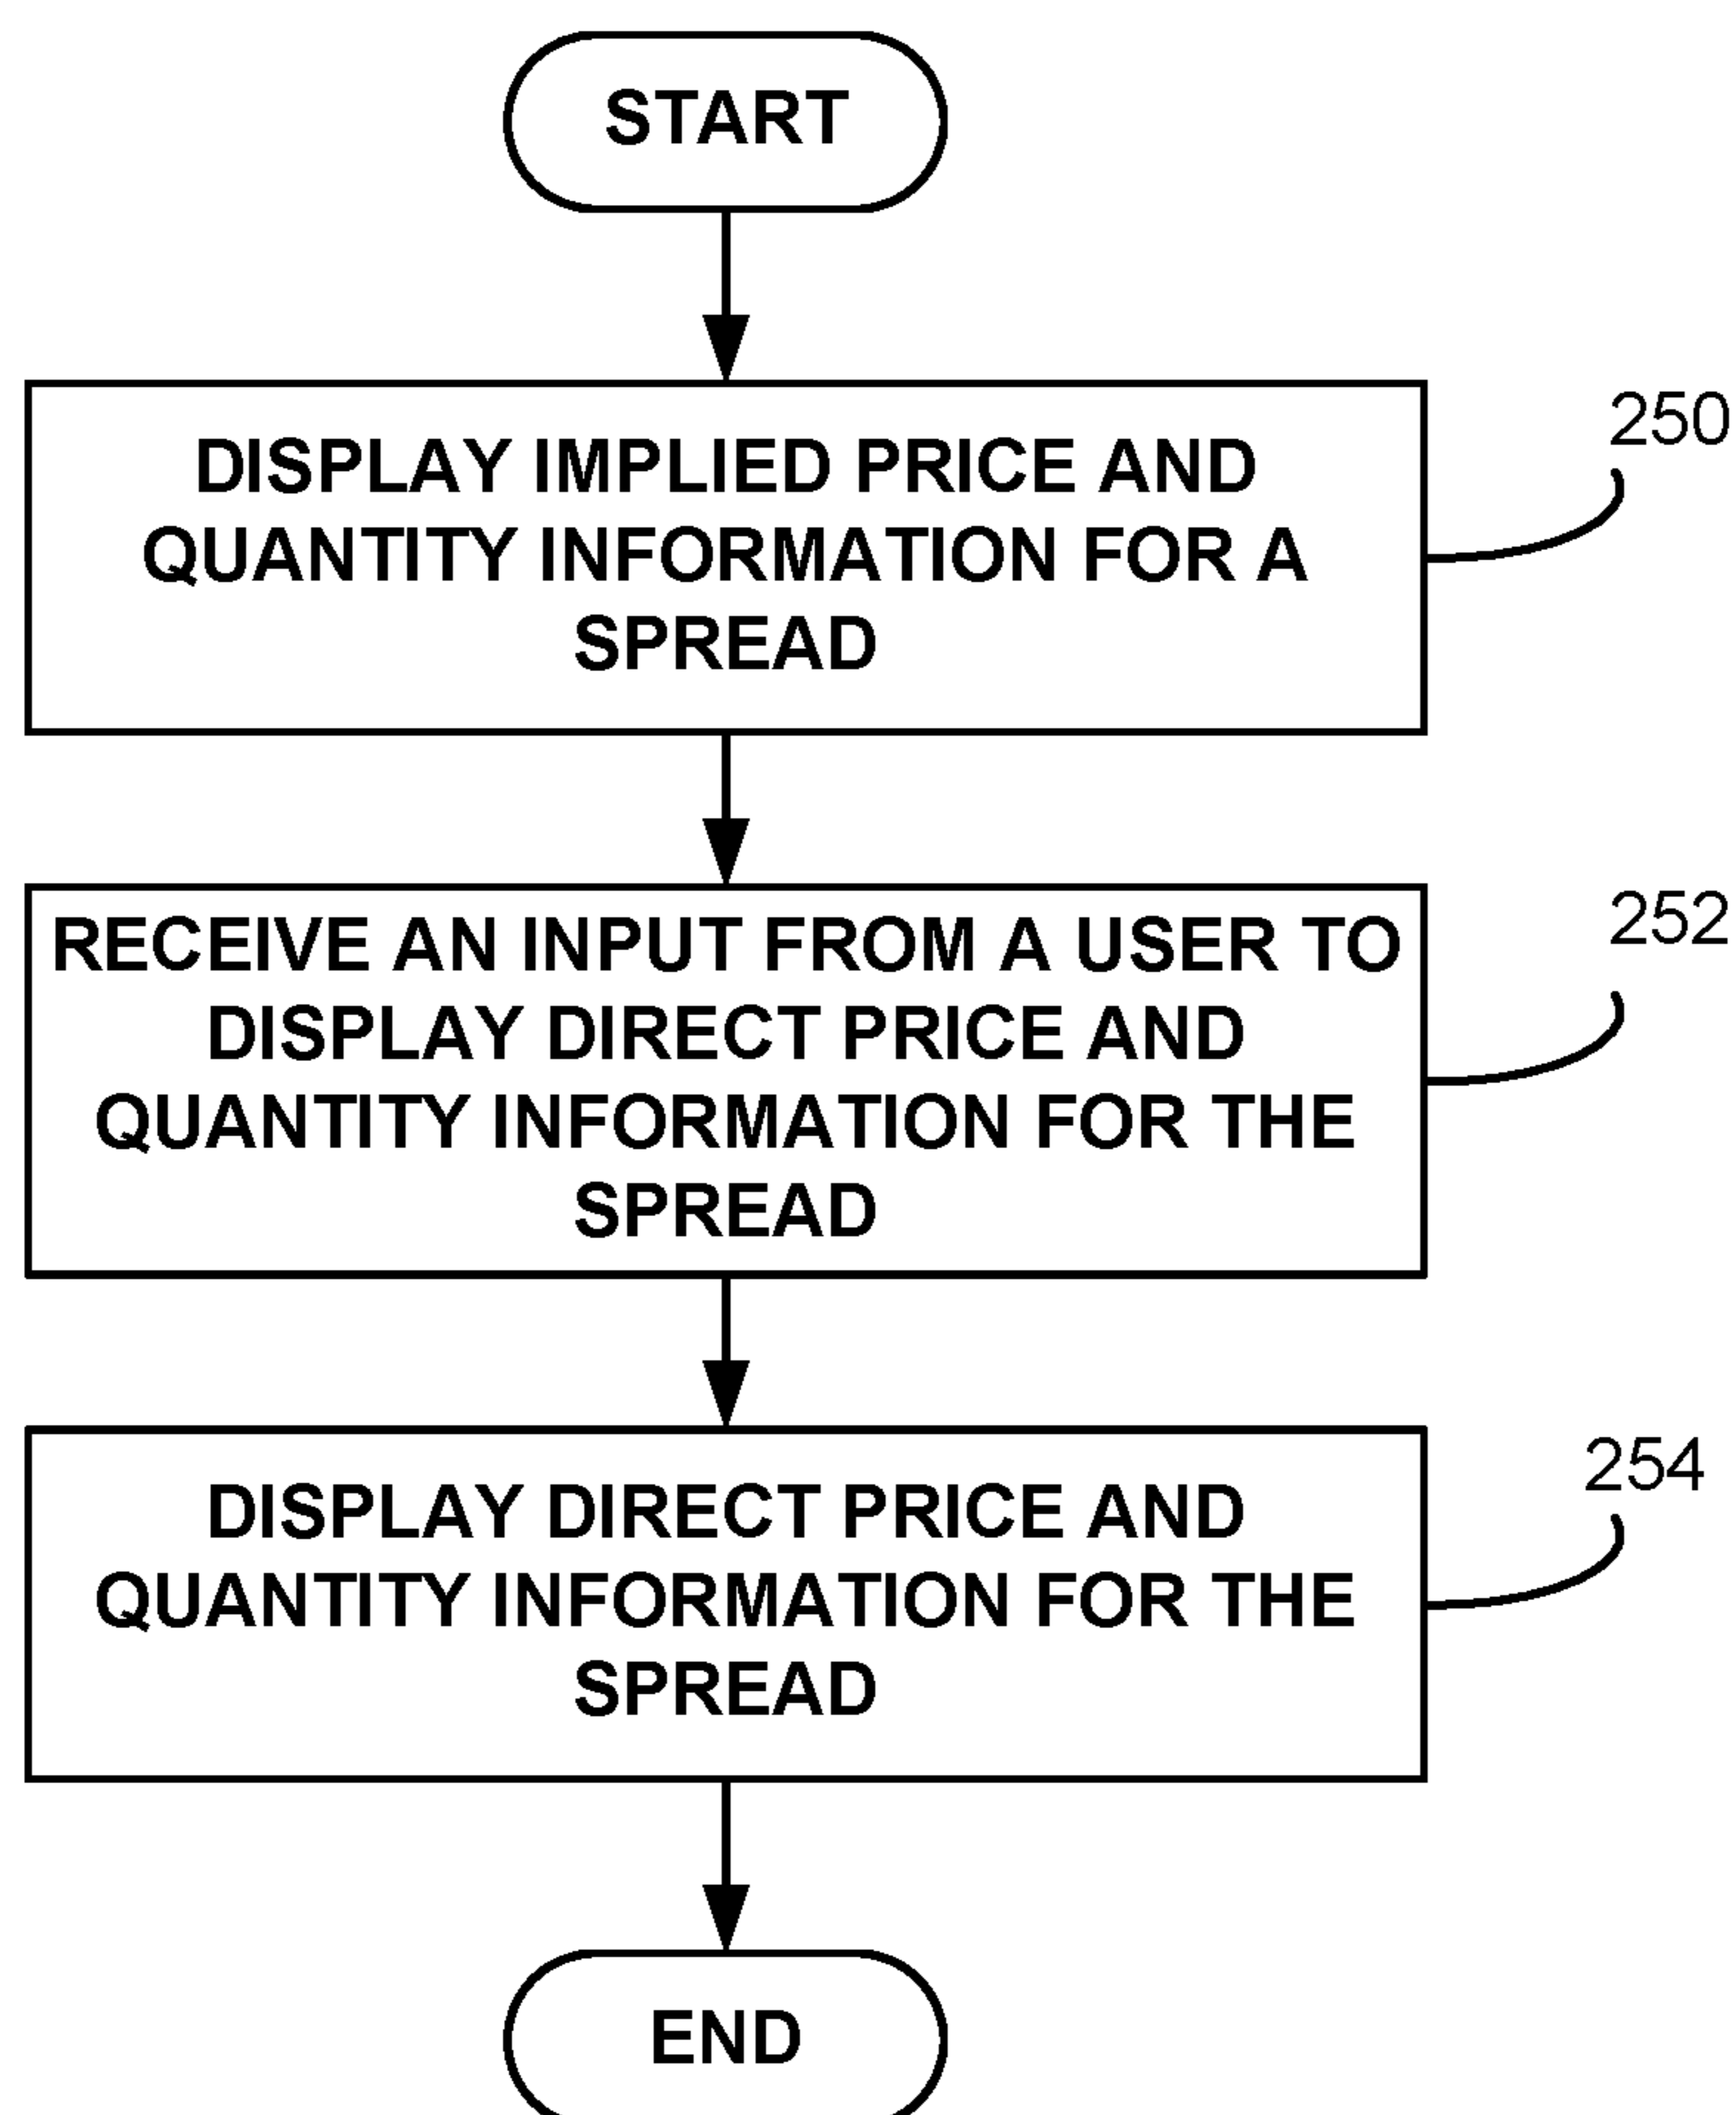 START
DISPLAY IMPLIED PRICE AND
QUANTITY INFORMATION FOR A
SPREAD
250
RECEIVE AN INPUT FROM A USER TO
DISPLAY DIRECT PRICE AND
QUANTITY INFORMATION FOR THE
SPREAD
252
DISPLAY DIRECT PRICE AND
QUANTITY INFORMATION FOR THE
SPREAD
254
END